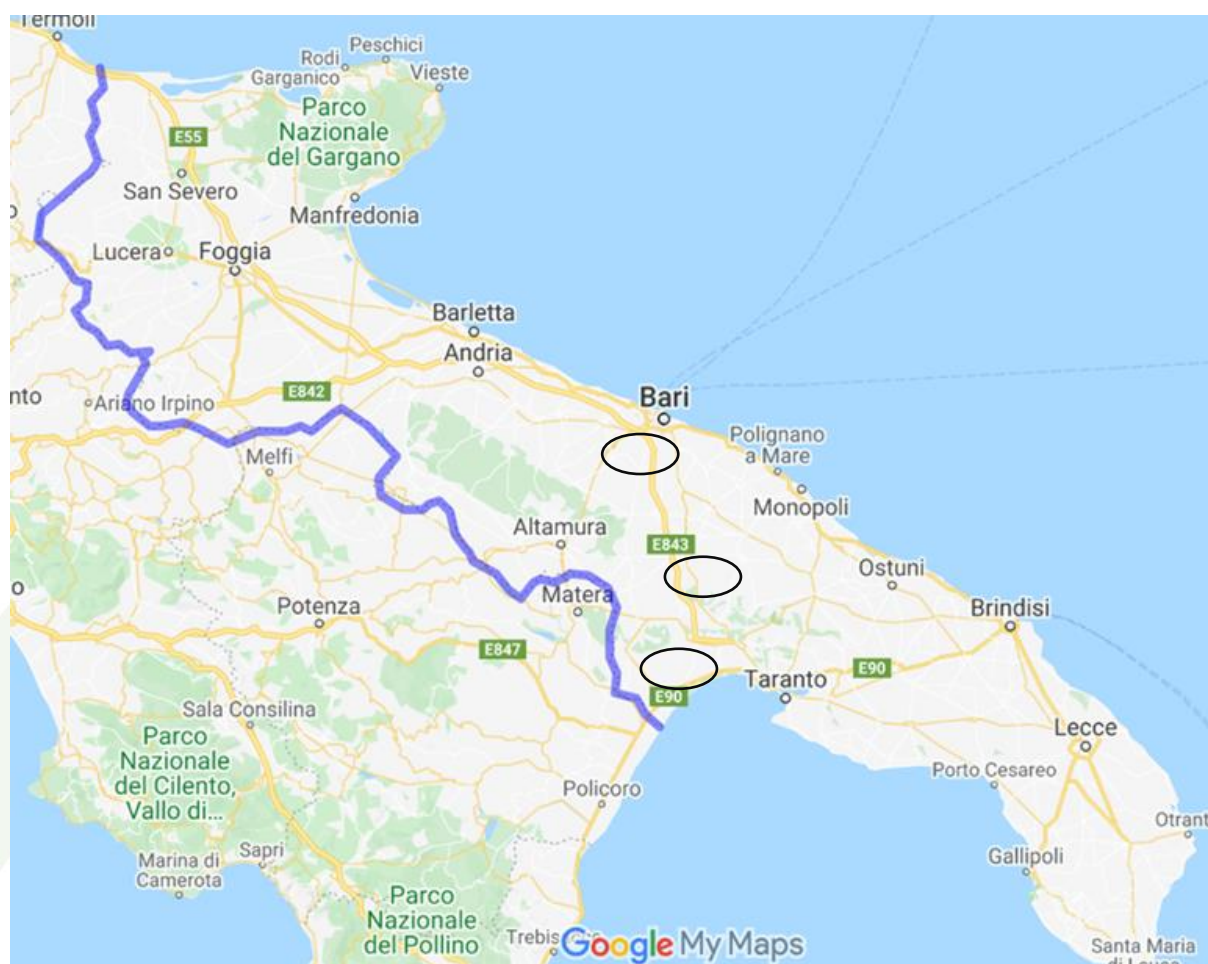 Termoli
Peschici
Rodi
Garganico
Vieste
Parco
Nazionale
del Gargano
E55
San Severo
Manfredonia
Lucera
Foggia
Barletta
Andria
E842
nto
Ariano Irpino
Bari
Polignano
a Mare
Melfi
Monopoli
Altamura
E843
Ostuni
Matera
Potenza
Brindisi
o
E847
E90
Taranto
E90
Sala Consilina
Lecce
Parco
Nazionale
del Cilento,
Vallo di...
Policoro
Porto Cesareo
Otrant
Marina di
Camerota
Sapri
Gallipoli
Parco
Nazionale
del Pollino
Trebis
Google My Maps
Santa Maria